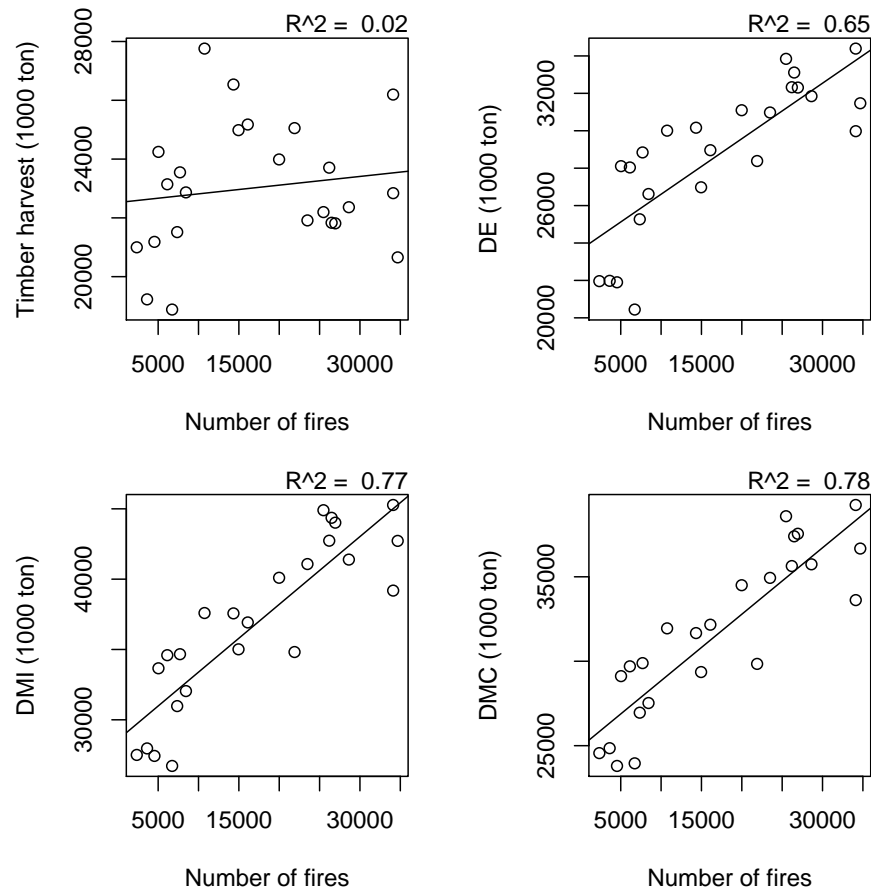 R^2 = 0.02
Timber harvest (1000 ton)
28000
24000
20000
5000 15000 30000
Number of fires
R^2 = 0.65
DE (1000 ton)
32000
26000
20000
5000 15000 30000
Number of fires
R^2 = 0.77
DMI (1000 ton)
40000
30000
5000 15000 30000
Number of fires
R^2 = 0.78
DMC (1000 ton)
35000
25000
5000 15000 30000
Number of fires